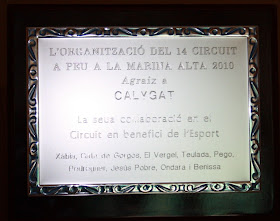 L'ORGANITZACIÓ DEL 14 CIRCUIT
A PEU A LA MARINA ALTA 2010
Agraïx a
CALYGAT
La seua col·laboració en el
Circuit en benefici de l'Esport
Xàbia, Gata de Gorgos, El Vergel, Teulada, Pego,
Pedreguer, Jesús Pobre, Ondara i Benissa